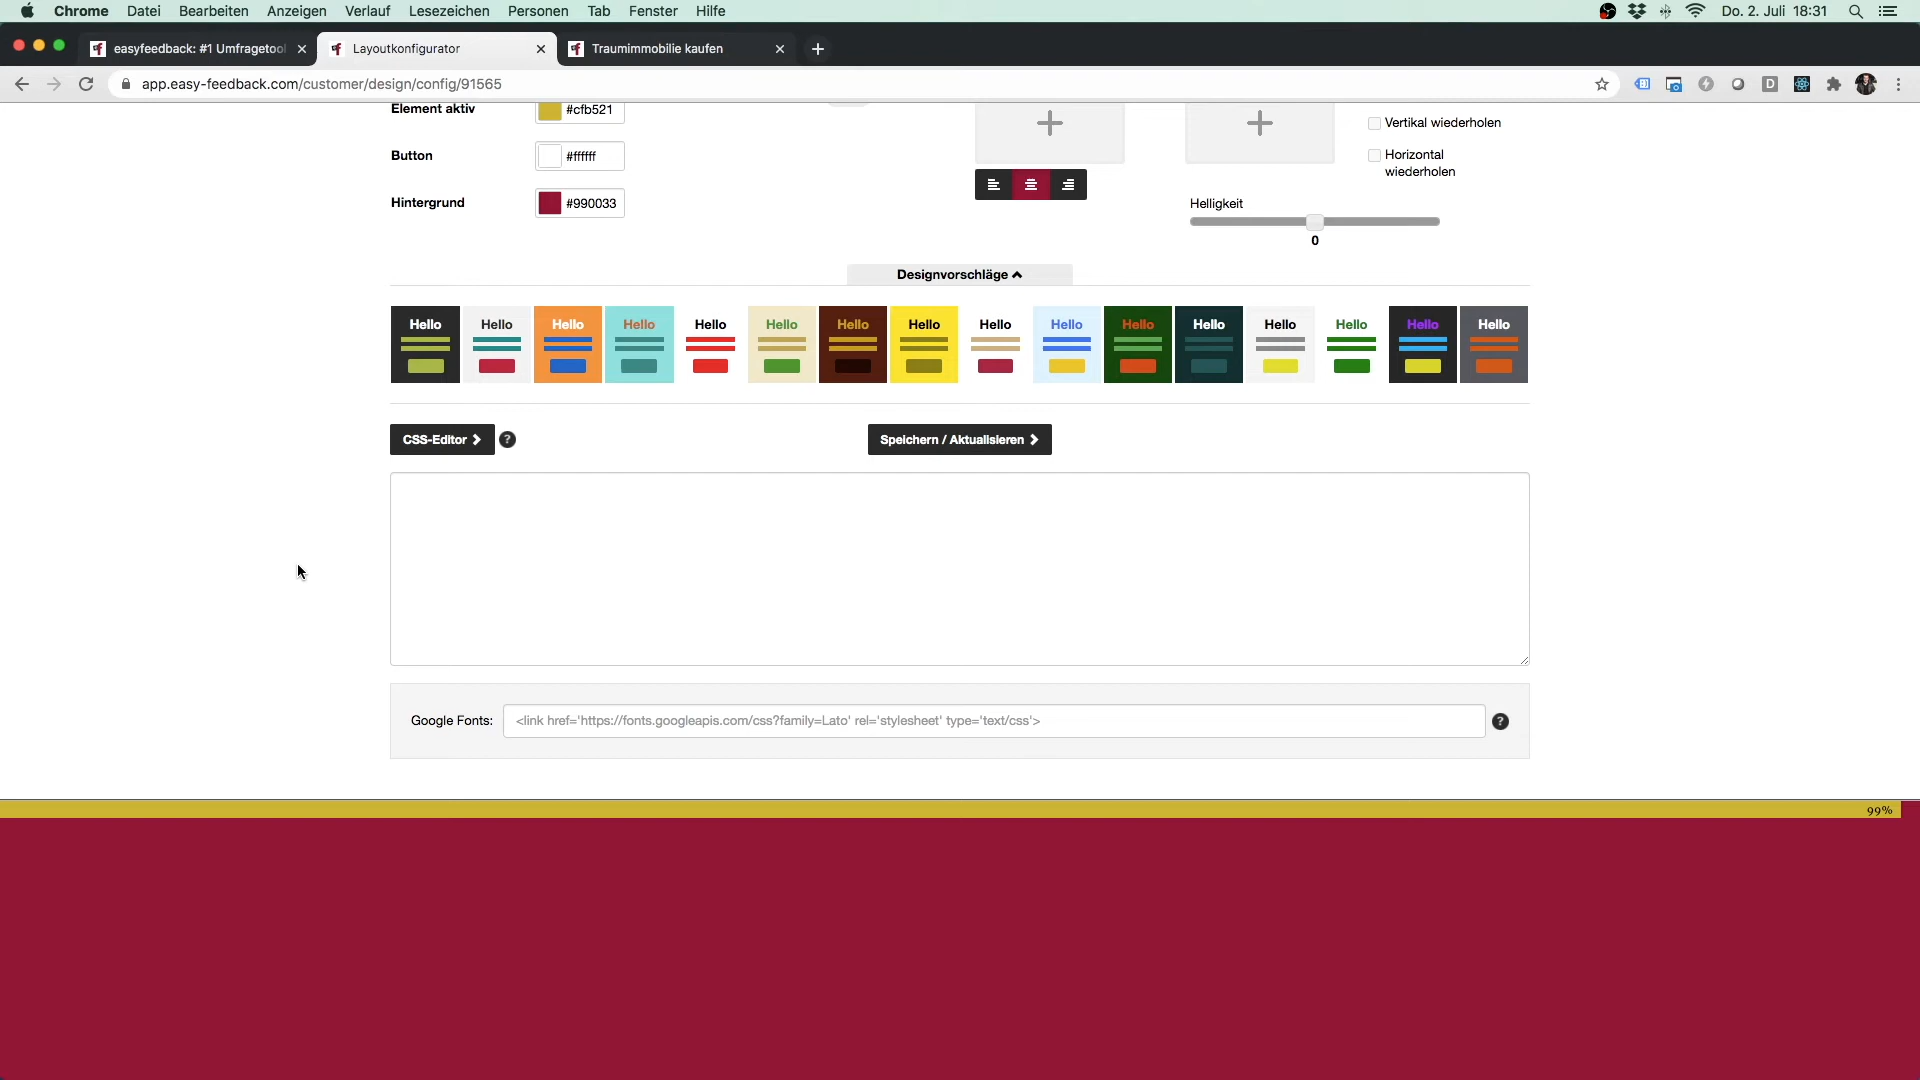 Chrome Datei Bearbeiten Anzeigen Verlauf Lesezeichen Personen Tab Fenster Hilfe Do. 2. Juli 18:31
easyfeedback: #1 Umfragetool Layoutkonfigurator Traumimmobilie kaufen
app.easy-feedback.com/customer/design/config/91565 D
Element aktiv #cfb521
Vertikal wiederholen
Button #ffffff
Horizontal
wiederholen
Hintergrund #990033
Helligkeit
0
Designvorschläge
Hello Hello Hello Hello Hello Hello Hello Hello Hello Hello Hello Hello Hello Hello Hello Hello
CSS-Editor ? Speichern / Aktualisieren
Google Fonts: <link href='https://fonts.googleapis.com/css?family=Lato' rel='stylesheet' type='text/css'> ?
99%